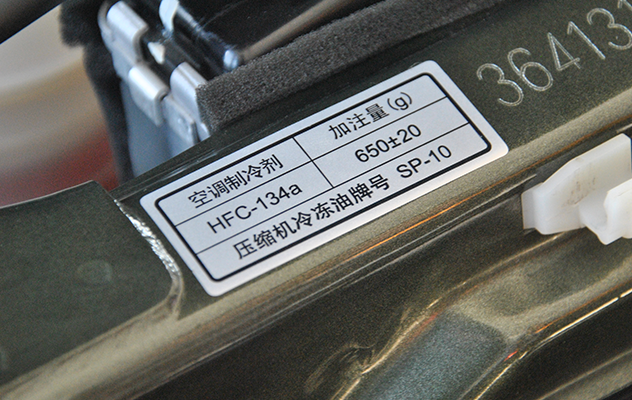 空调制冷剂 加注量(g)
HFC-134a 650±20
压缩机冷冻油牌号 SP-10